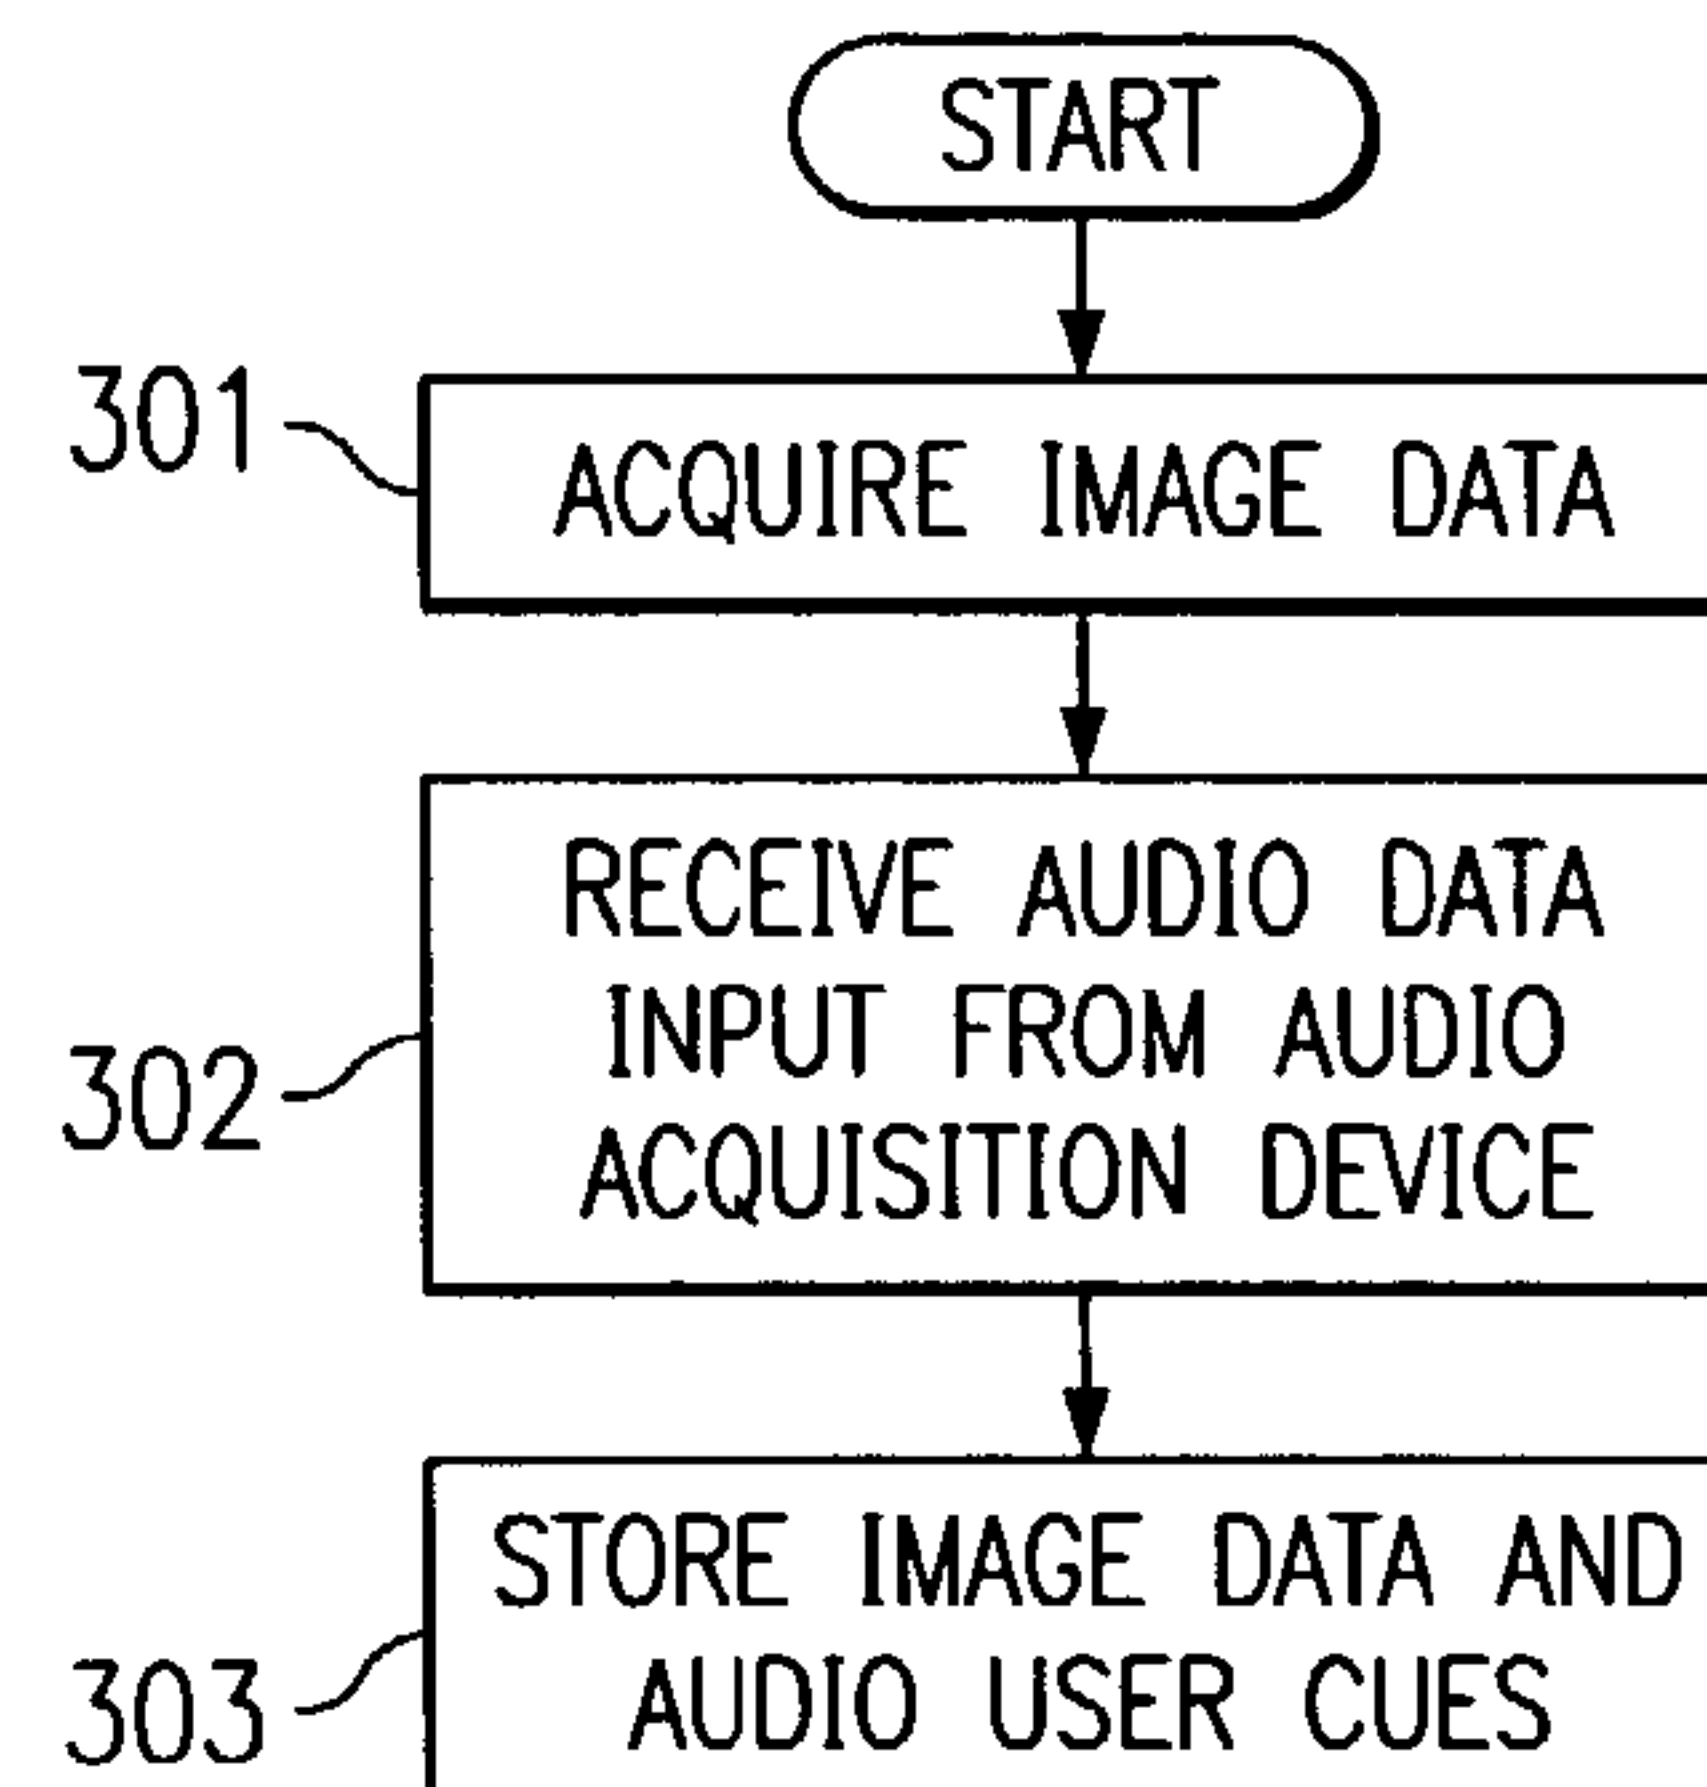 START
301
ACQUIRE IMAGE DATA
RECEIVE AUDIO DATA
INPUT FROM AUDIO
302
ACQUISITION DEVICE
STORE IMAGE DATA AND
303
AUDIO USER CUES